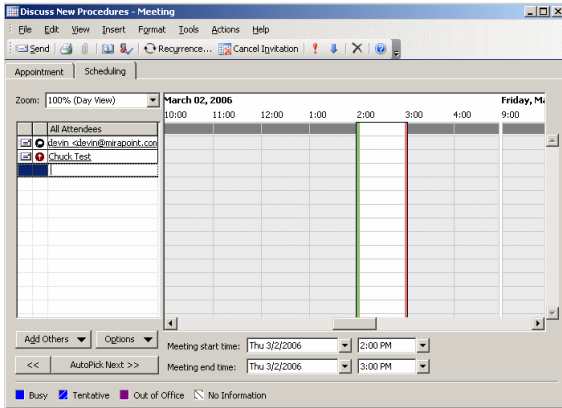 Discuss New Procedures - Meeting
File Edit View Insert Format Tools Actions Help
Send Recurrence... Cancel Invitation
Appointment Scheduling
Zoom: 100% (Day View)
March 02, 2006 Friday, Ma
10:00 11:00 12:00 1:00 2:00 3:00 4:00 9:00
All Attendees
devin <devin@mirapoint.con
Chuck Test
Add Others Options
Meeting start time: Thu 3/2/2006 2:00 PM
<< AutoPick Next >>
Meeting end time: Thu 3/2/2006 3:00 PM
Busy Tentative Out of Office No Information